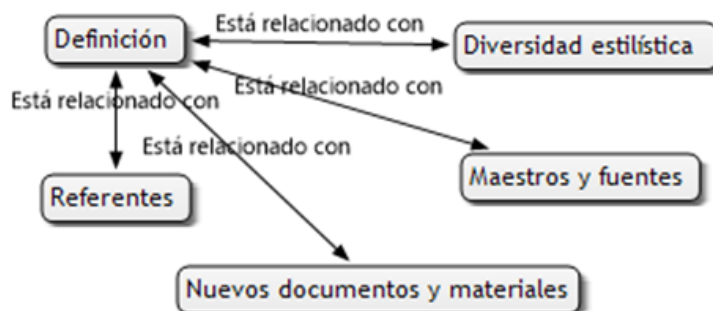 Está relacionado con
Definición
Diversidad estilística
Está relacionado con
Está relacionado con
Está relacionado con
Maestros y fuentes
Referentes
Nuevos documentos y materiales